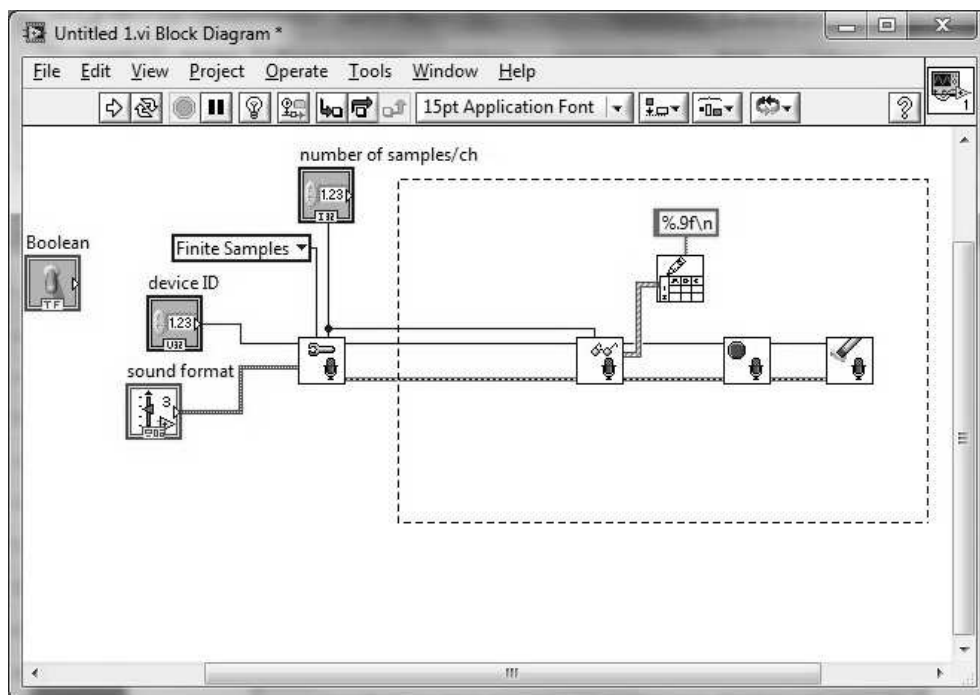 Untitled 1.vi Block Diagram *
File Edit View Project Operate Tools Window Help
15pt Application Font
?
1
number of samples/ch
1.23
I32
%.9f\n
Boolean
TF
Finite Samples
device ID
1.23
U32
sound format
3